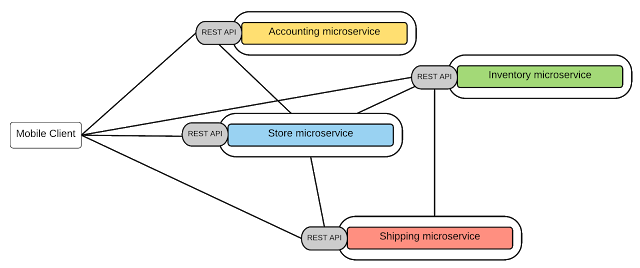 REST API
Accounting microservice
REST API
Inventory microservice
Mobile Client
REST API
Store microservice
REST API
Shipping microservice